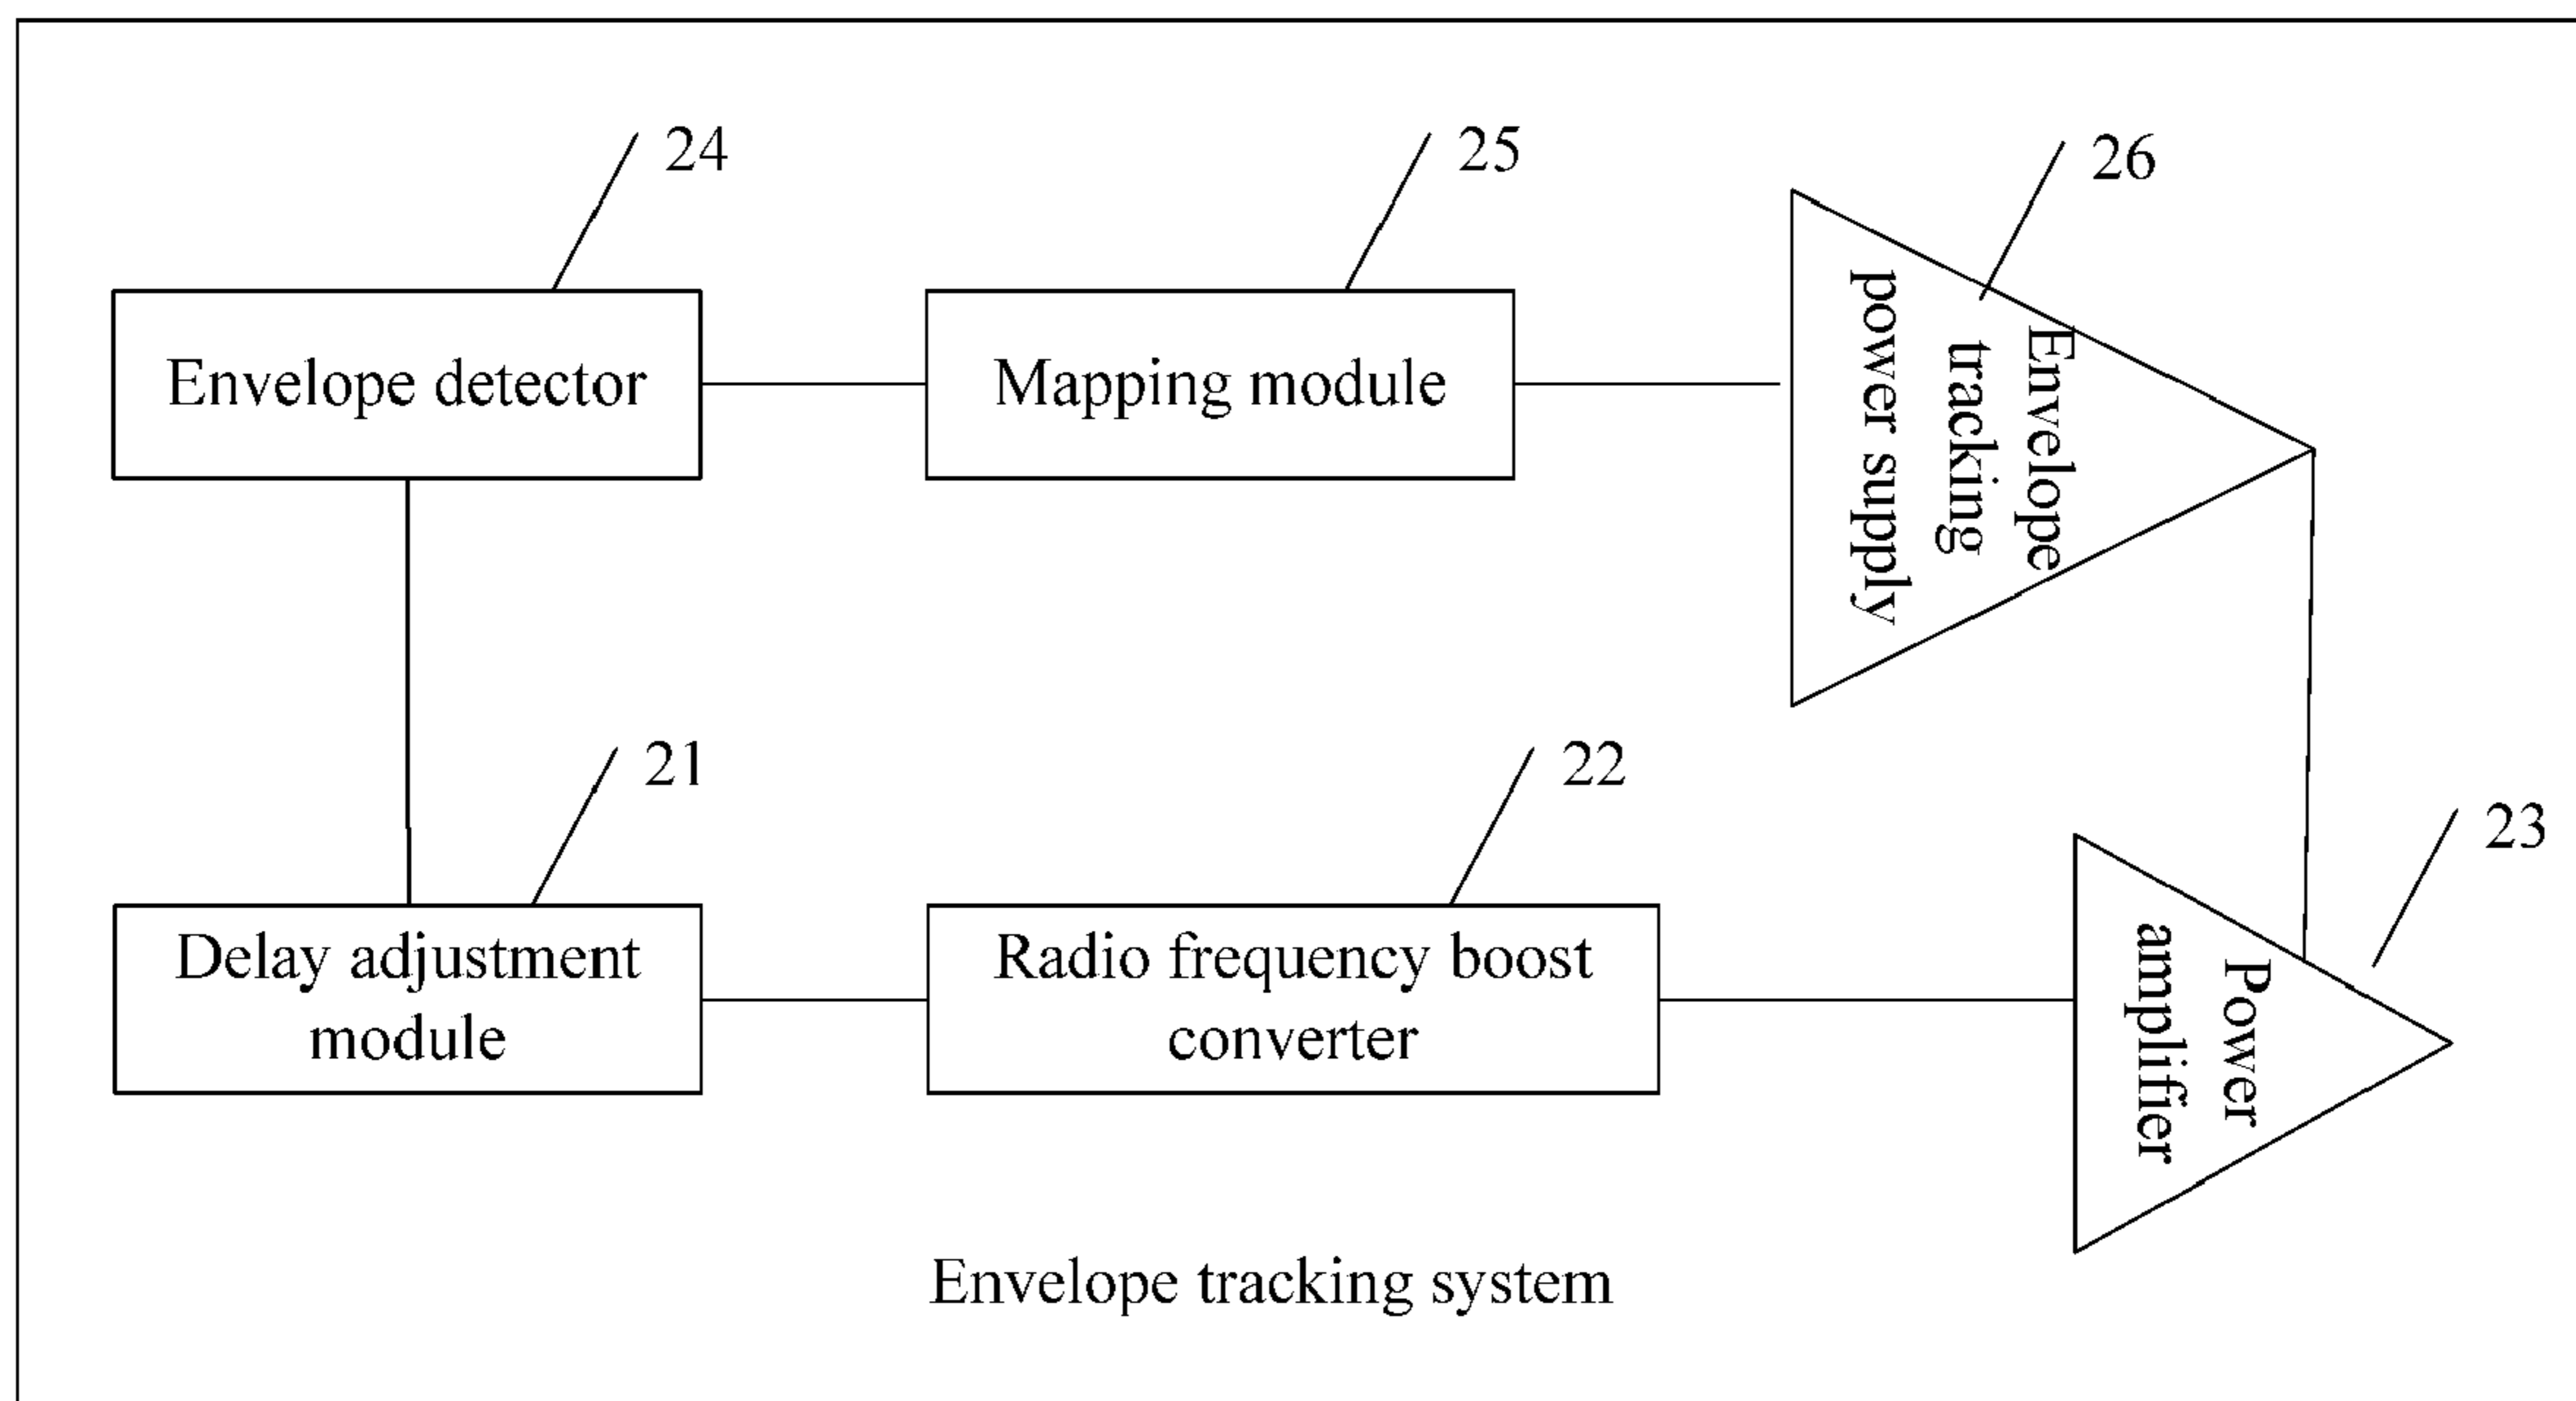 24
25
26
Envelope detector
Mapping module
Envelope
tracking
power supply
21
22
23
Delay adjustment
module
Radio frequency boost
converter
Power
amplifier
Envelope tracking system